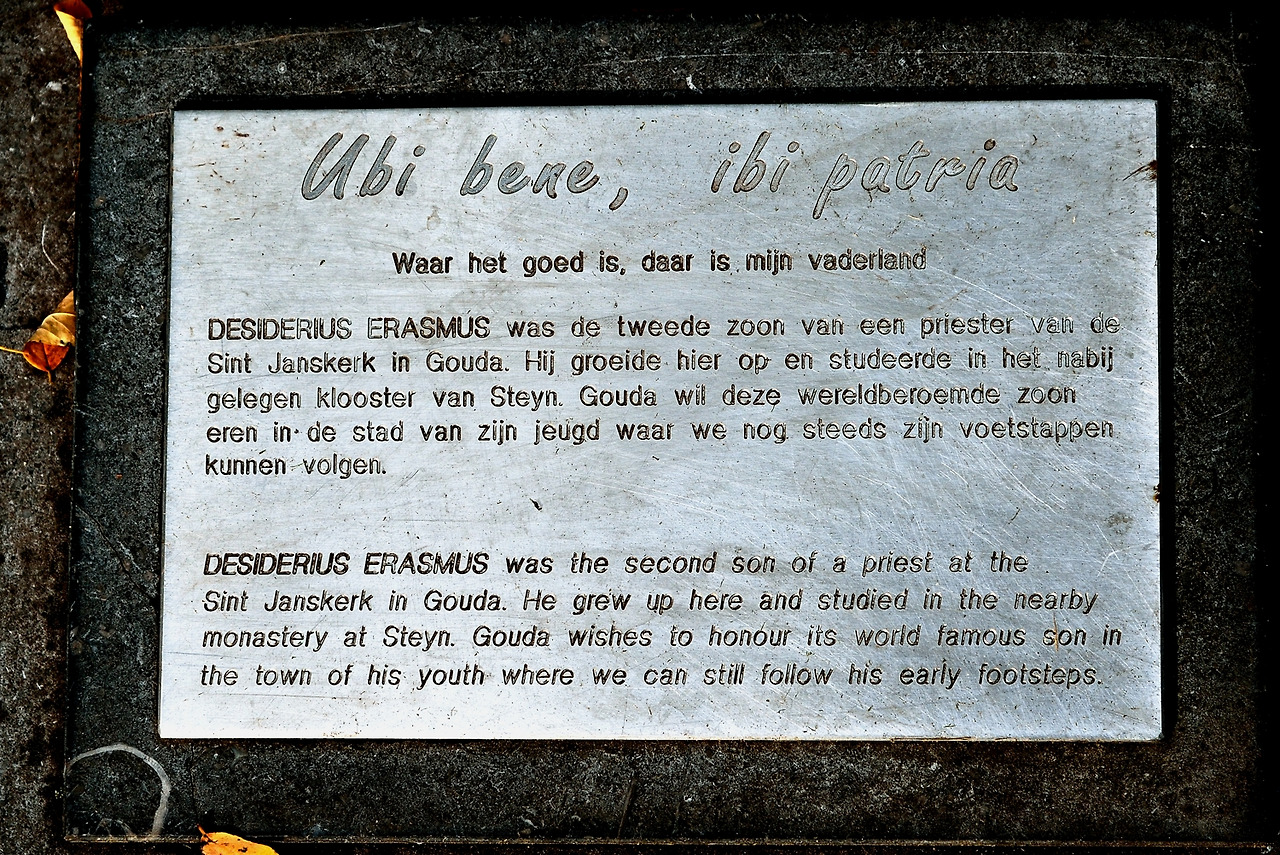 Ubi bene, ibi patria
Waar het goed is, daar is mijn vaderland
DESIDERIUS ERASMUS was de tweede zoon van een priester van de
Sint Janskerk in Gouda. Hij groeide hier op en studeerde in het nabij
gelegen klooster van Steyn. Gouda wil deze wereldberoemde zoon
eren in de stad van zijn jeugd waar we nog steeds zijn voetstappen
kunnen volgen.
DESIDERIUS ERASMUS was the second son of a priest at the
Sint Janskerk in Gouda. He grew up here and studied in the nearby
monastery at Steyn. Gouda wishes to honour its world famous son in
the town of his youth where we can still follow his early footsteps.